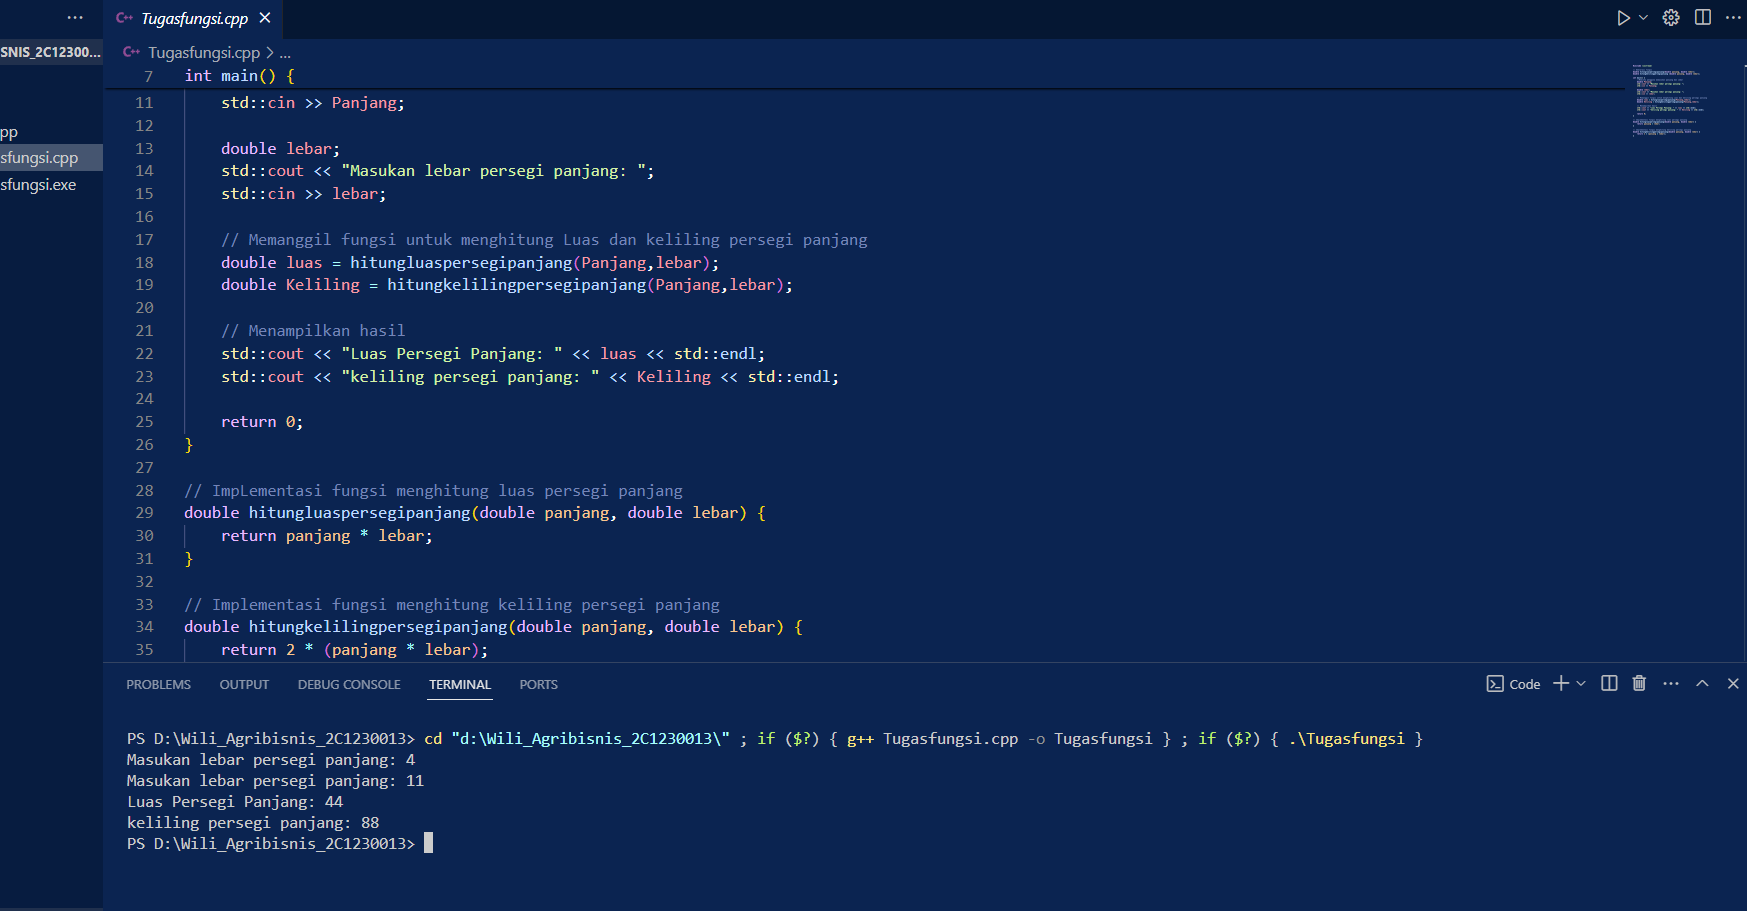 Tugasfungsi.cpp
SNIS_2C12300...
Tugasfungsi.cpp > ...
pp
sfungsi.cpp
sfungsi.exe
7 int main() {
11 std::cin >> Panjang;
12
13 double lebar;
14 std::cout << "Masukan lebar persegi panjang: ";
15 std::cin >> lebar;
16
17 // Memanggil fungsi untuk menghitung Luas dan keliling persegi panjang
18 double luas = hitungluaspersegipanjang(Panjang,lebar);
19 double Keliling = hitungkelilingpersegipanjang(Panjang,lebar);
20
21 // Menampilkan hasil
22 std::cout << "Luas Persegi Panjang: " << luas << std::endl;
23 std::cout << "keliling persegi panjang: " << Keliling << std::endl;
24
25 return 0;
26 }
27
28 // ImpLementasi fungsi menghitung luas persegi panjang
29 double hitungluaspersegipanjang(double panjang, double lebar) {
30 return panjang * lebar;
31 }
32
33 // Implementasi fungsi menghitung keliling persegi panjang
34 double hitungkelilingpersegipanjang(double panjang, double lebar) {
35 return 2 * (panjang * lebar);
PROBLEMS OUTPUT DEBUG CONSOLE TERMINAL PORTS Code
PS D:\Wili_Agribisnis_2C1230013> cd "d:\Wili_Agribisnis_2C1230013\" ; if ($?) { g++ Tugasfungsi.cpp -o Tugasfungsi } ; if ($?) { .\Tugasfungsi }
Masukan lebar persegi panjang: 4
Masukan lebar persegi panjang: 11
Luas Persegi Panjang: 44
keliling persegi panjang: 88
PS D:\Wili_Agribisnis_2C1230013>